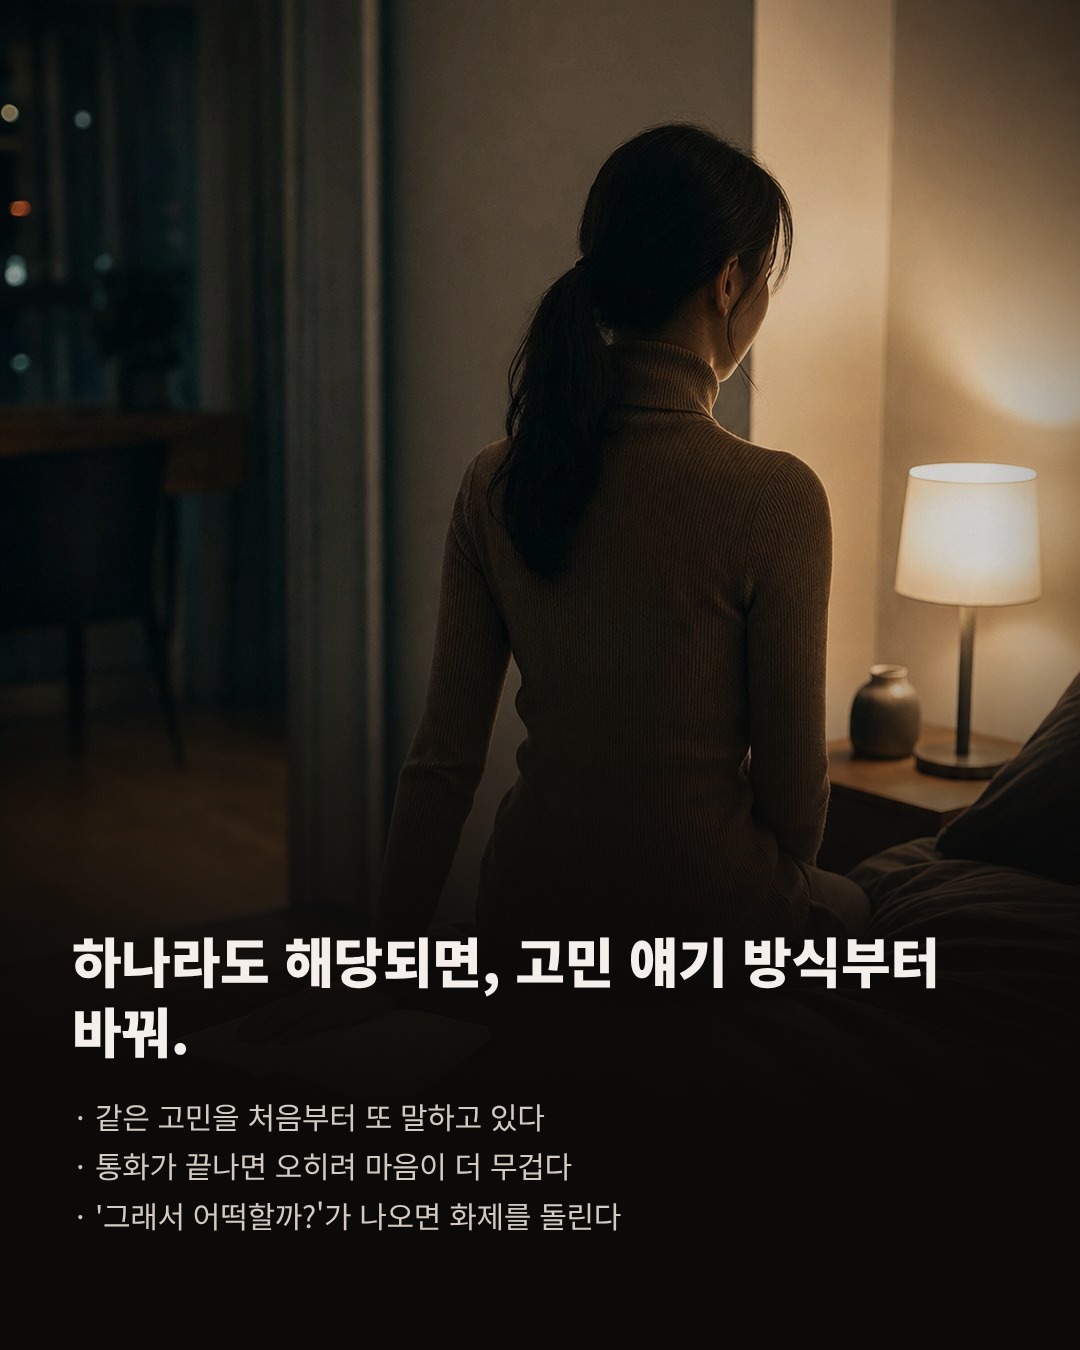 하나라도 해당되면, 고민 얘기 방식부터
바꿔.
· 같은 고민을 처음부터 또 말하고 있다
· 통화가 끝나면 오히려 마음이 더 무겁다
· '그래서 어떡할까?'가 나오면 화제를 돌린다